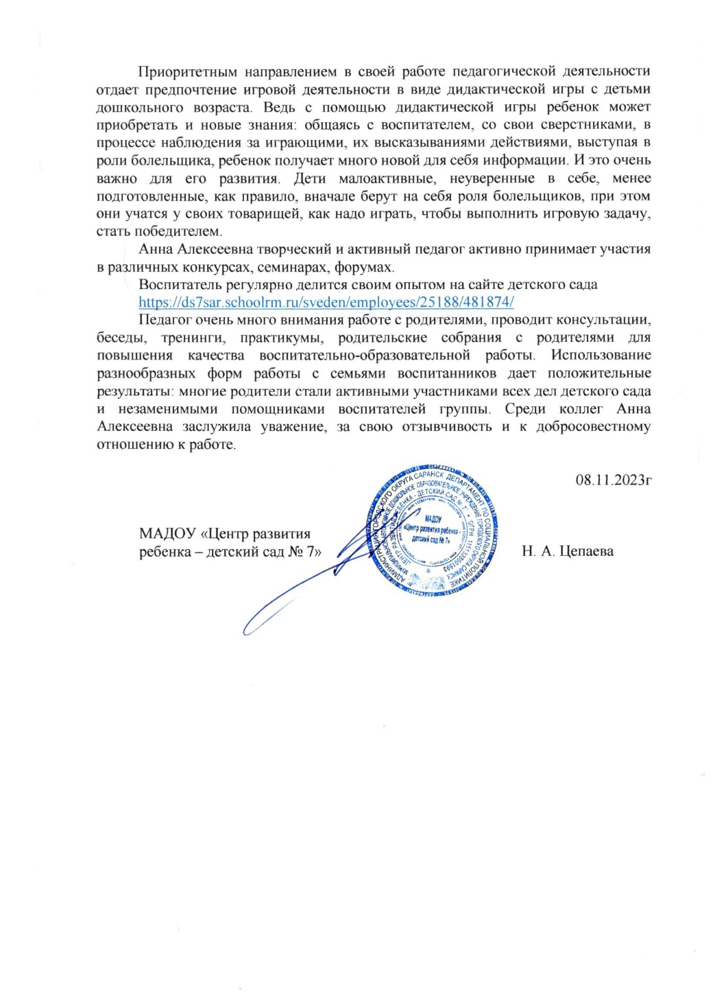 Приоритетным направлением в своей работе педагогической деятельности
отдает предпочтение игровой деятельности в виде дидактической игры с детьми
дошкольного возраста. Ведь с помощью дидактической игры ребенок может
приобретать и новые знания: общаясь с воспитателем, со свои сверстниками, в
процессе наблюдения за играющими, их высказываниями действиями, выступая в
роли болельщика, ребенок получает много новой для себя информации. И это очень
важно для его развития. Дети малоактивные, неуверенные в себе, менее
подготовленные, как правило, вначале берут на себя роля болельщиков, при этом
они учатся у своих товарищей, как надо играть, чтобы выполнить игровую задачу,
стать победителем.
Анна Алексеевна творческий и активный педагог активно принимает участия
в различных конкурсах, семинарах, форумах.
Воспитатель регулярно делится своим опытом на сайте детского сада
https://ds7sar.schoolrm.ru/sveden/employees/25188/481874/
Педагог очень много внимания работе с родителями, проводит консультации,
беседы, тренинги, практикумы, родительские собрания с родителями для
повышения качества воспитательно-образовательной работы. Использование
разнообразных форм работы с семьями воспитанников дает положительные
результаты: многие родители стали активными участниками всех дел детского сада
и незаменимыми помощниками воспитателей группы. Среди коллег Анна
Алексеевна заслужила уважение, за свою отзывчивость и к добросовестному
отношению к работе.
08.11.2023г
МАДОУ «Центр развития
ребенка – детский сад № 7»
Н. А. Цепаева
АДМИНИСТРАЦИЯ ГОРОДСКОГО ОКРУГА САРАНСК ДЕПАРТАМЕНТ ПО СОЦИАЛЬНОЙ ПОЛИТИКЕ
МУНИЦИПАЛЬНОЕ АВТОНОМНОЕ ДОШКОЛЬНОЕ ОБРАЗОВАТЕЛЬНОЕ УЧРЕЖДЕНИЕ ГОРОДСКОГО ОКРУГА САРАНСК
ЦЕНТР РАЗВИТИЯ РЕБЕНКА - ДЕТСКИЙ САД № 7
МАДОУ
«Центр развития ребенка -
детский сад № 7»